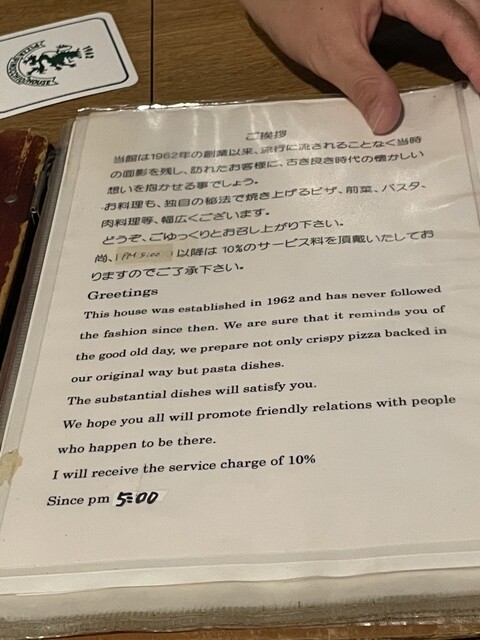 1962
HOUSE
ご挨拶
当館は1962年の創業以来、流行に流されることなく当時
の面影を残し、訪れたお客様に、古き良き時代の懐かしい
想いを抱かせる事でしょう。
お料理も、独自の秘法で焼き上げるピザ、前菜、パスタ、
肉料理等、幅広くございます。
どうぞ、ごゆっくりとお召し上がり下さい。
尚、PM 5:00 以降は 10%のサービス料を頂戴いたしてお
りますのでご了承下さい。
Greetings
This house was established in 1962 and has never followed
the fashion since then. We are sure that it reminds you of
the good old day, we prepare not only crispy pizza backed in
our original way but pasta dishes.
The substantial dishes will satisfy you.
We hope you all will promote friendly relations with people
who happen to be there.
I will receive the service charge of 10%
Since pm 5:00